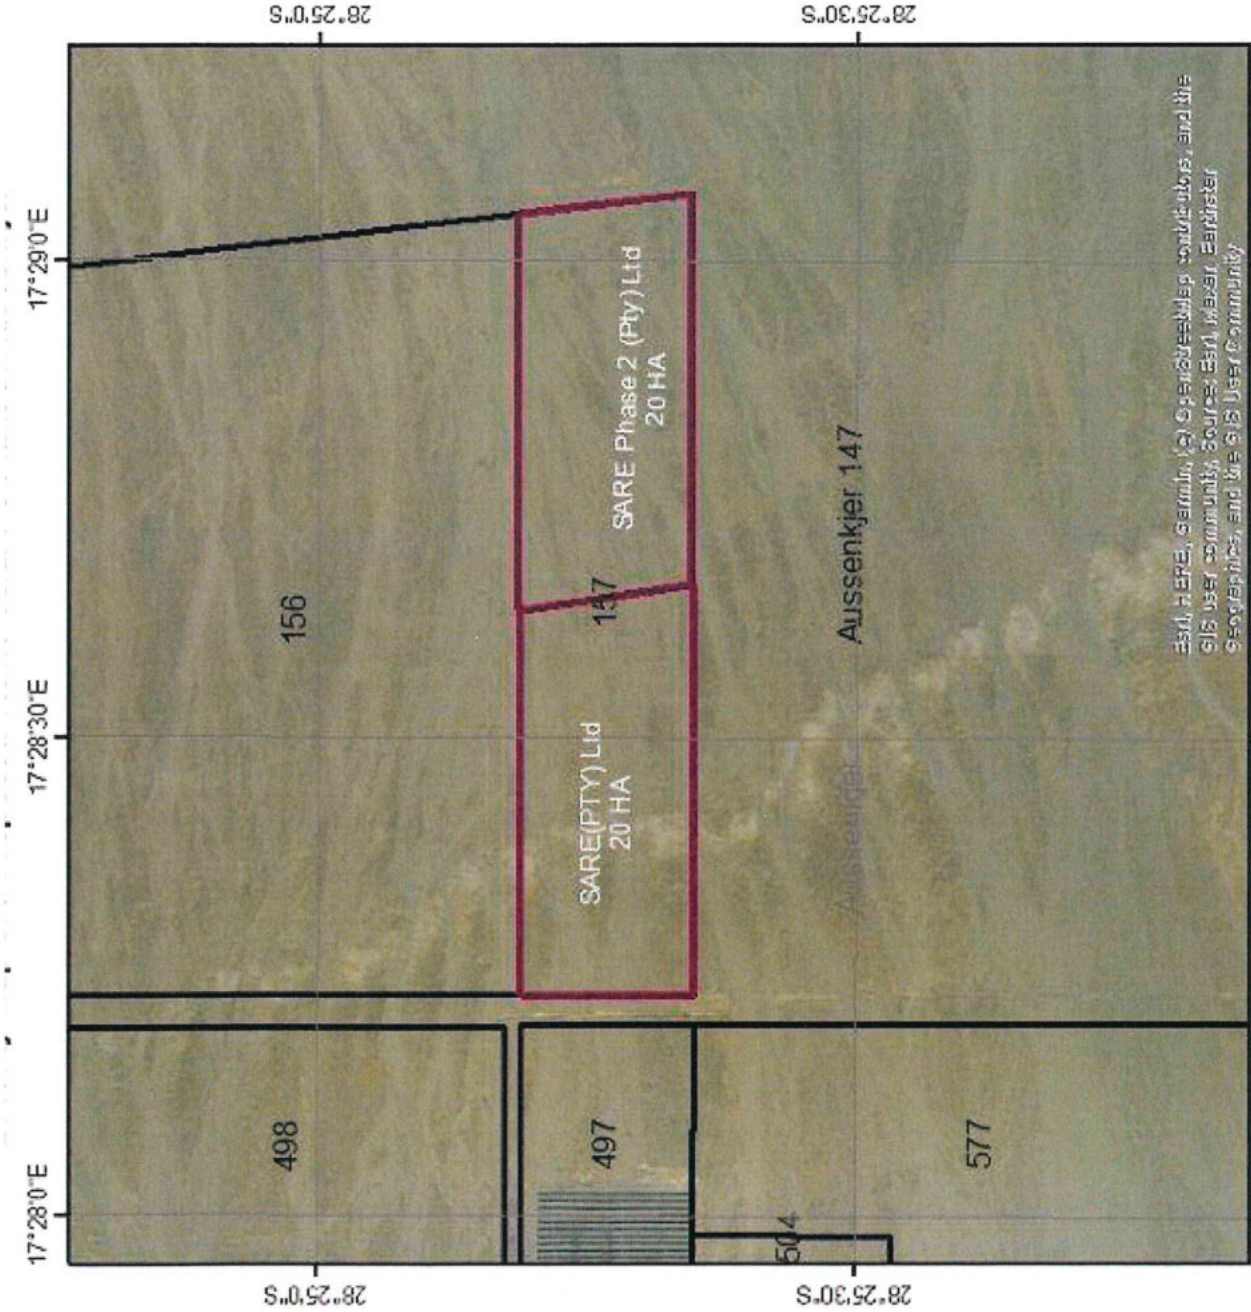 17°28'0"E
17°28'30"E
17°29'0"E
28°25'0"S
28°25'0"S
498
156
497
SARE(PTY) Ltd
20 HA
157
SARE Phase 2 (Pty) Ltd
20 HA
504
28°25'30"S
28°25'30"S
Aussenkjer 147
577
Esri, HERE, Garmin, (c) OpenStreetMap contributors, and the
GIS user community, Source: Esri, Maxar, Earthstar
Geographics, and the GIS User Community